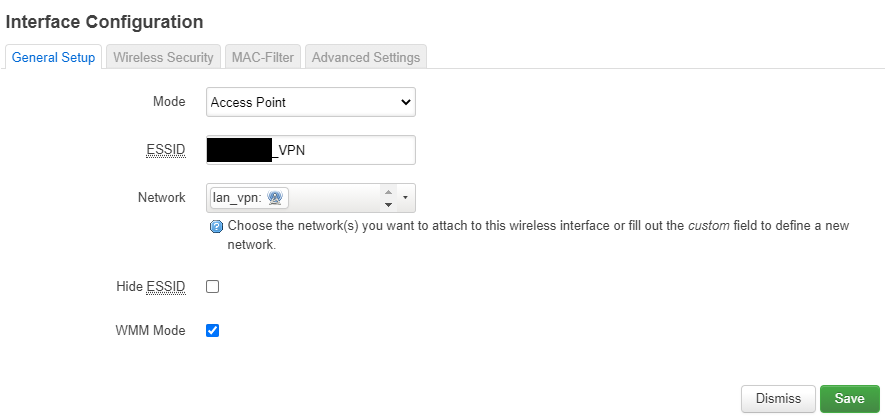 Interface Configuration
General Setup Wireless Security MAC-Filter Advanced Settings
Mode Access Point
ESSID _VPN
Network lan_vpn:
Choose the network(s) you want to attach to this wireless interface or fill out the custom field to define a new
network.
Hide ESSID
WMM Mode
Dismiss Save